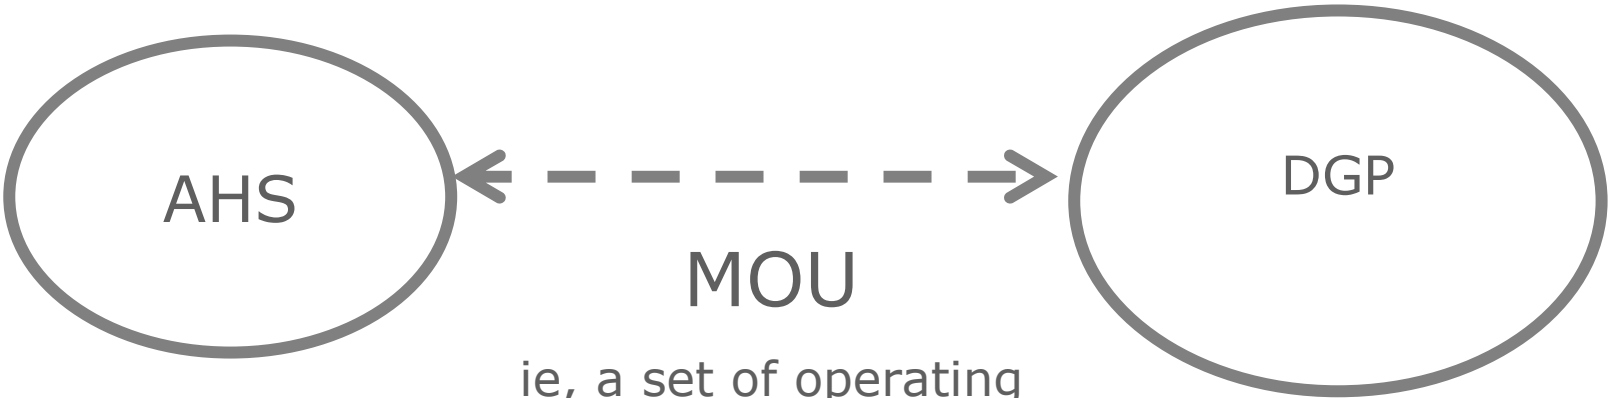 AHS
DGP
MOU
ie, a set of operating